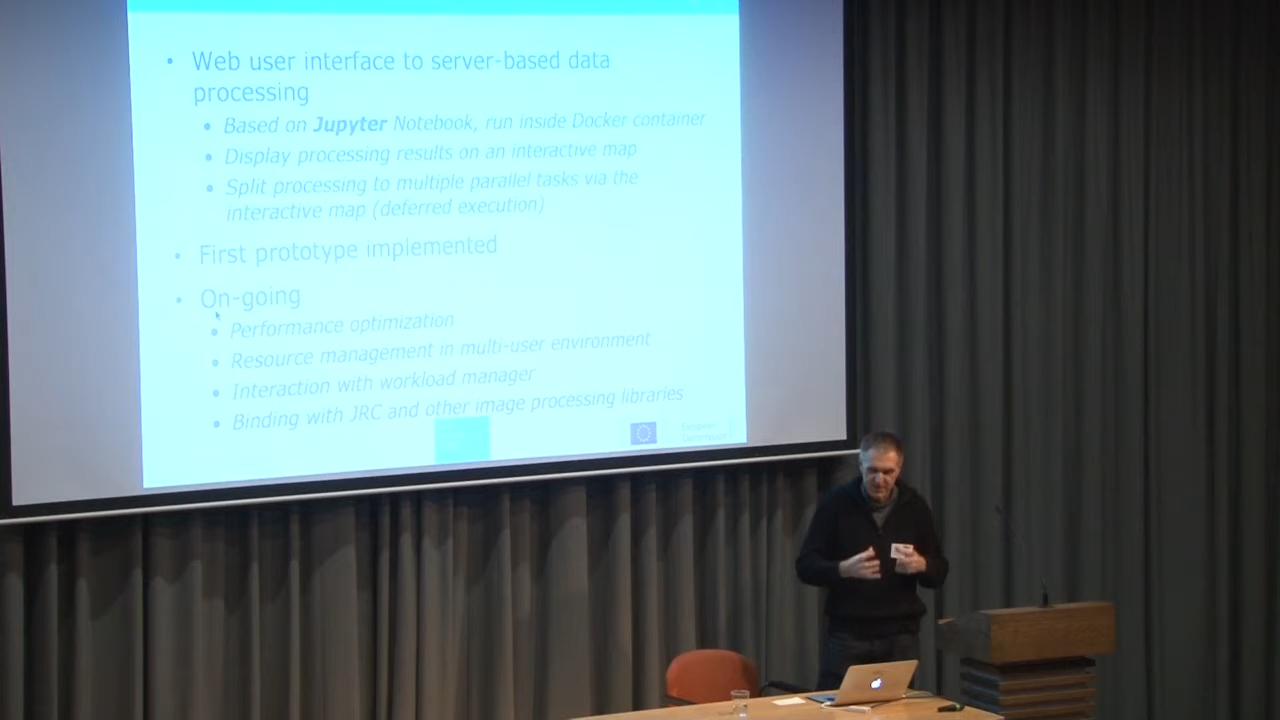 • Web user interface to server-based data
processing
• Based on Jupyter Notebook, run inside Docker container
• Display processing results on an interactive map
• Split processing to multiple parallel tasks via the
interactive map (deferred execution)
• First prototype implemented
• On-going
• Performance optimization
• Resource management in multi-user environment
• Interaction with workload manager
• Binding with JRC and other image processing libraries
European
Commission